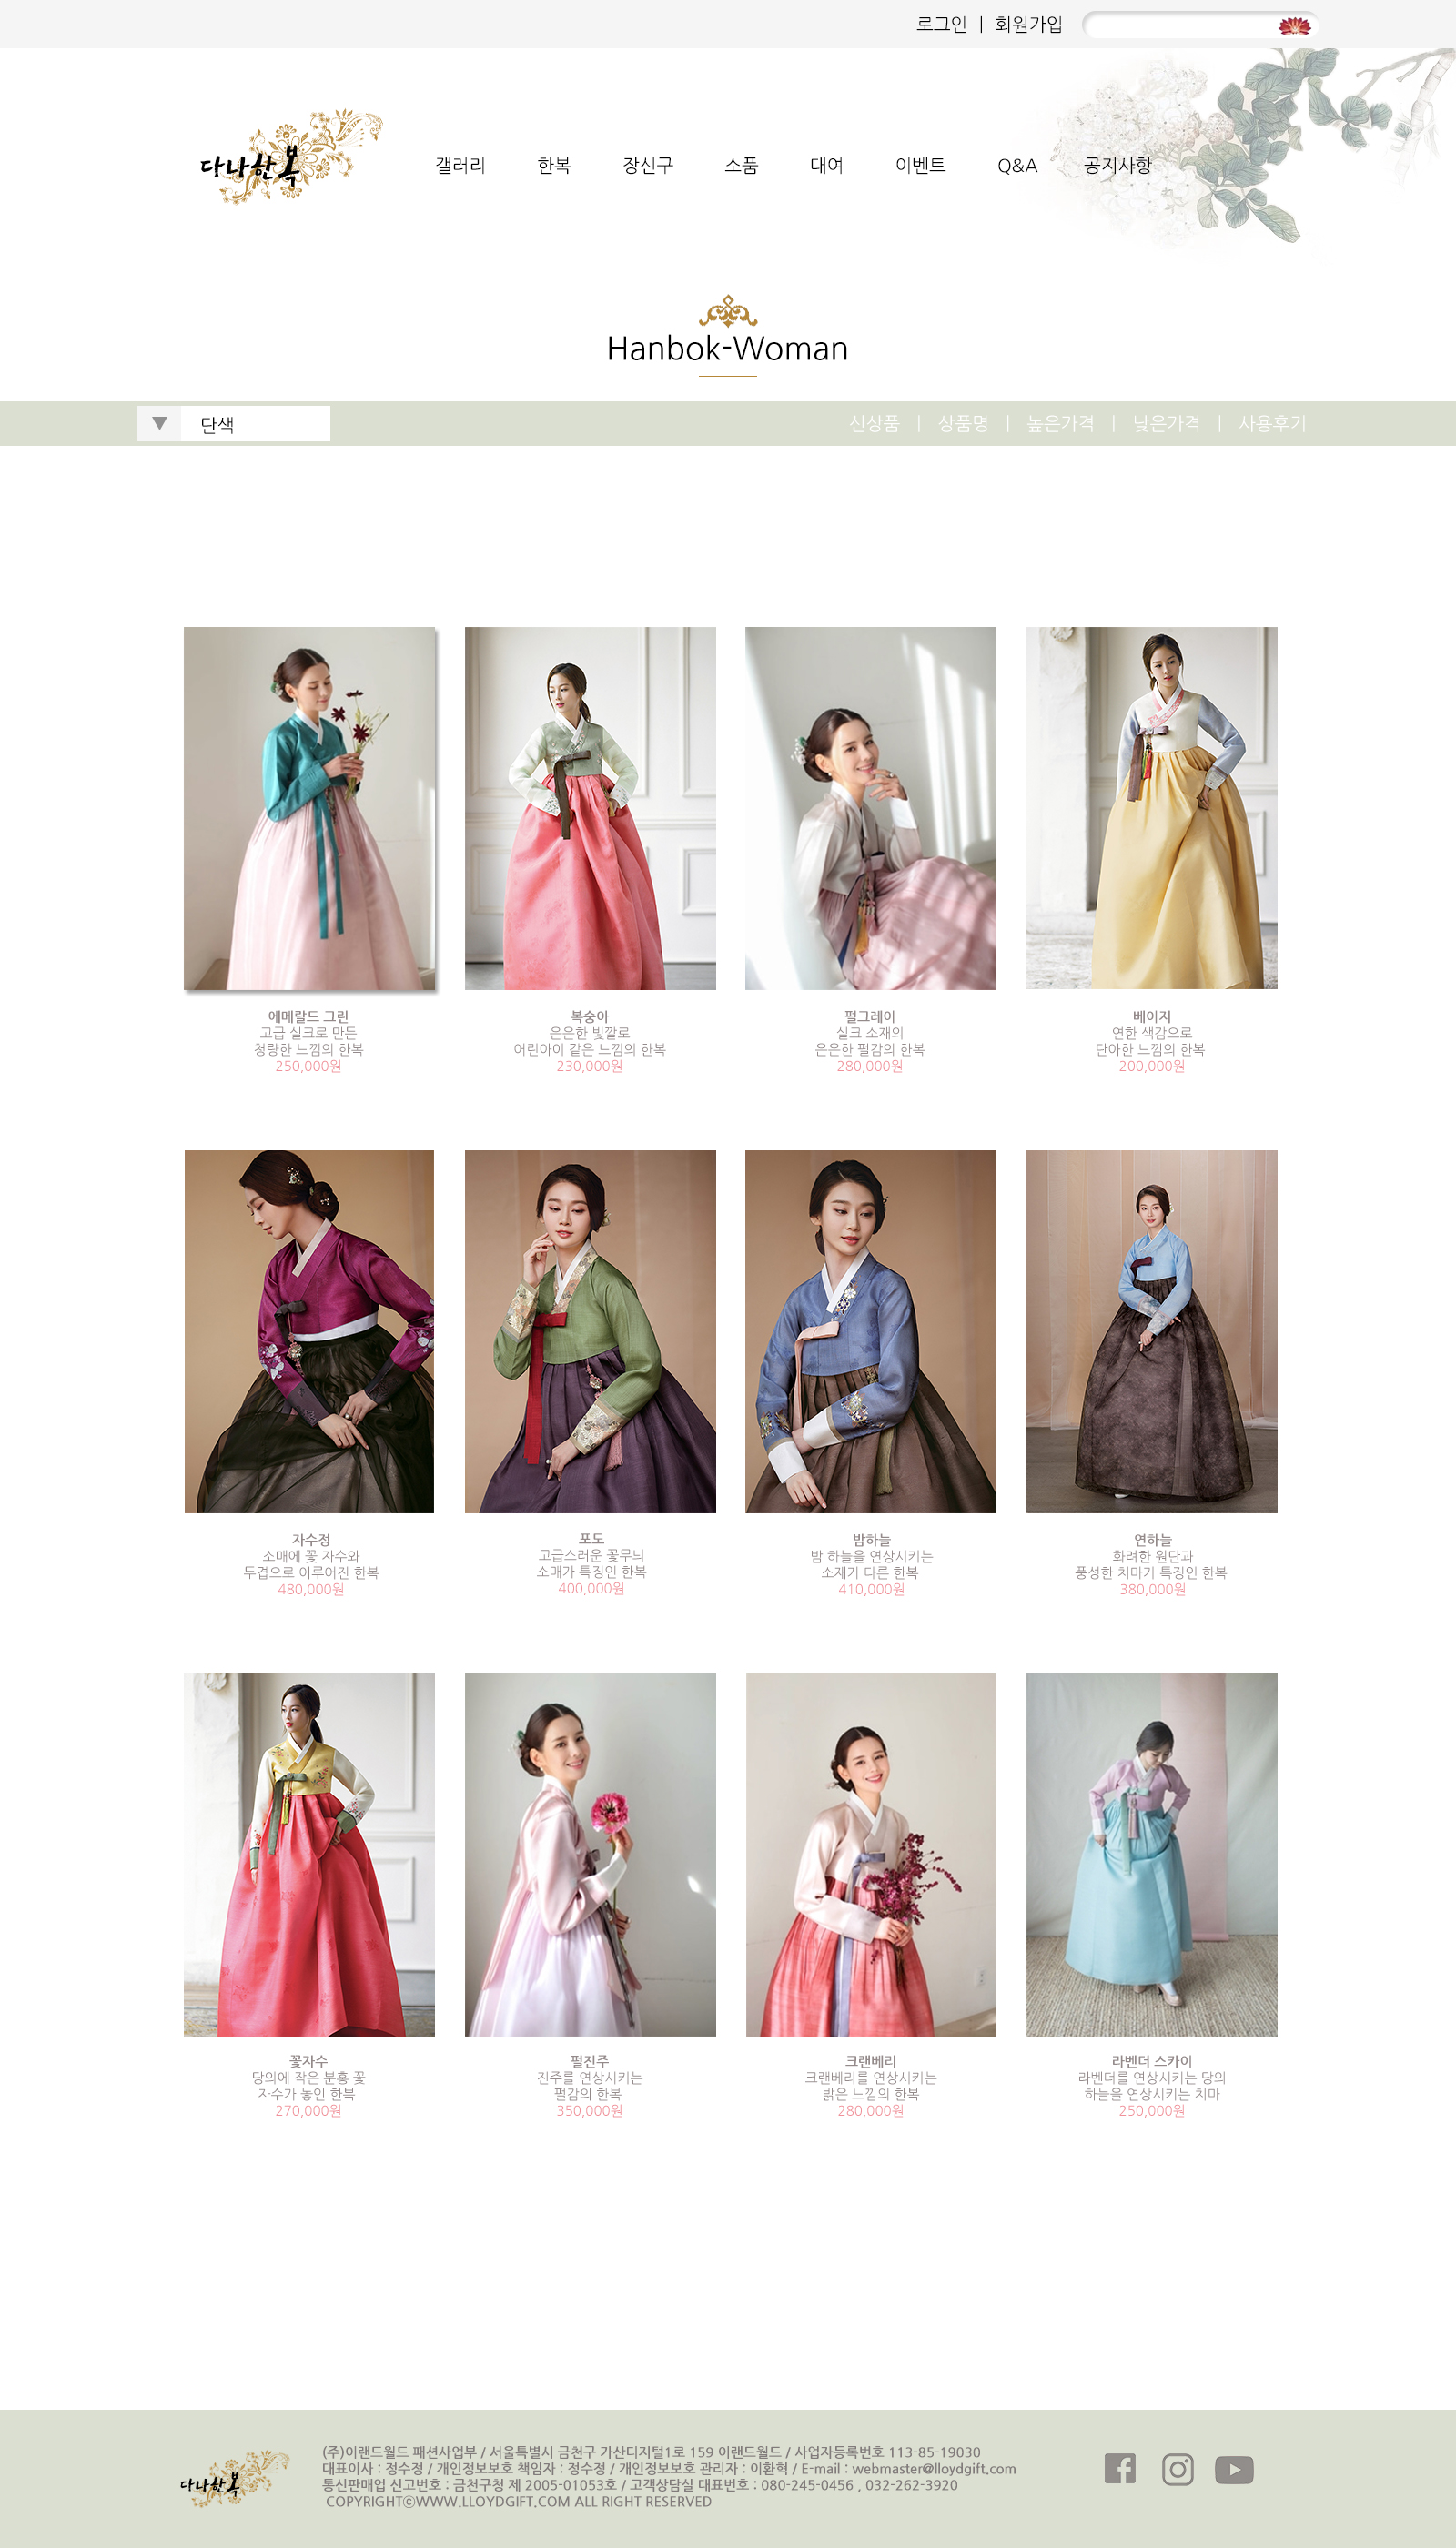 로그인 | 회원가입
다나한복
갤러리 한복 장신구 소품 대여 이벤트 Q&A 공지사항
Hanbok-Woman
▼ 단색
신상품 | 상품명 | 높은가격 | 낮은가격 | 사용후기
에메랄드 그린
고급 실크로 만든
청량한 느낌의 한복
250,000원
복숭아
은은한 빛깔로
어린아이 같은 느낌의 한복
230,000원
펄그레이
실크 소재의
은은한 펄감의 한복
280,000원
베이지
연한 색감으로
단아한 느낌의 한복
200,000원
자수정
소매에 꽃 자수와
두겹으로 이루어진 한복
480,000원
포도
고급스러운 꽃무늬
소매가 특징인 한복
400,000원
밤하늘
밤 하늘을 연상시키는
소재가 다른 한복
410,000원
연하늘
화려한 원단과
풍성한 치마가 특징인 한복
380,000원
꽃자수
당의에 작은 분홍 꽃
자수가 놓인 한복
270,000원
펄진주
진주를 연상시키는
펄감의 한복
350,000원
크랜베리
크랜베리를 연상시키는
밝은 느낌의 한복
280,000원
라벤더 스카이
라벤더를 연상시키는 당의
하늘을 연상시키는 치마
250,000원
다나한복
(주)이랜드월드 패션사업부 / 서울특별시 금천구 가산디지털1로 159 이랜드월드 / 사업자등록번호 113-85-19030
대표이사 : 정수정 / 개인정보보호 책임자 : 정수정 / 개인정보보호 관리자 : 이환혁 / E-mail : webmaster@lloydgift.com
통신판매업 신고번호 : 금천구청 제 2005-01053호 / 고객상담실 대표번호 : 080-245-0456 , 032-262-3920
COPYRIGHTⓒWWW.LLOYDGIFT.COM ALL RIGHT RESERVED